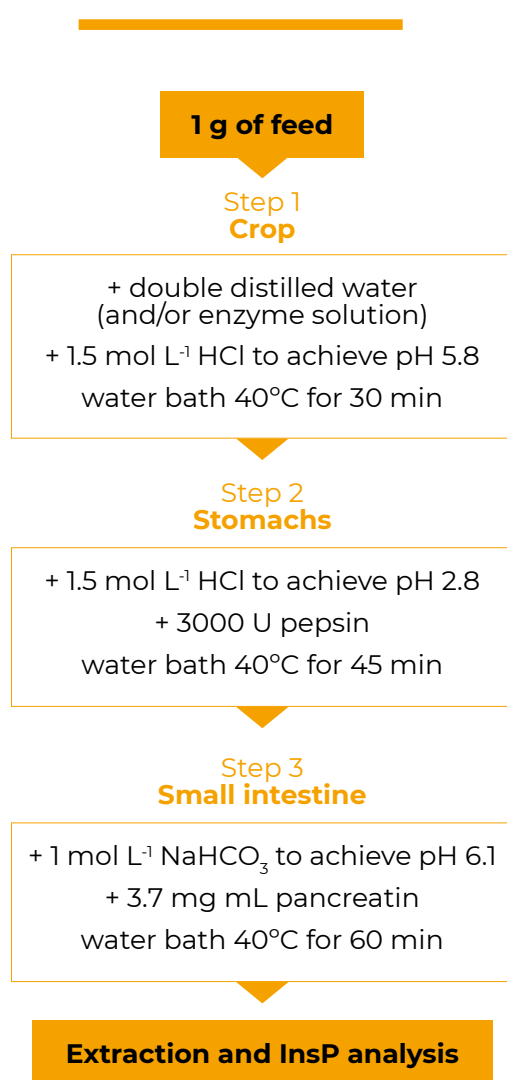 1 g of feed
Step 1
Crop
+ double distilled water
(and/or enzyme solution)
+ 1.5 mol L⁻¹ HCl to achieve pH 5.8
water bath 40ºC for 30 min
Step 2
Stomachs
+ 1.5 mol L⁻¹ HCl to achieve pH 2.8
+ 3000 U pepsin
water bath 40ºC for 45 min
Step 3
Small intestine
+ 1 mol L⁻¹ NaHCO₃ to achieve pH 6.1
+ 3.7 mg mL pancreatin
water bath 40ºC for 60 min
Extraction and InsP analysis